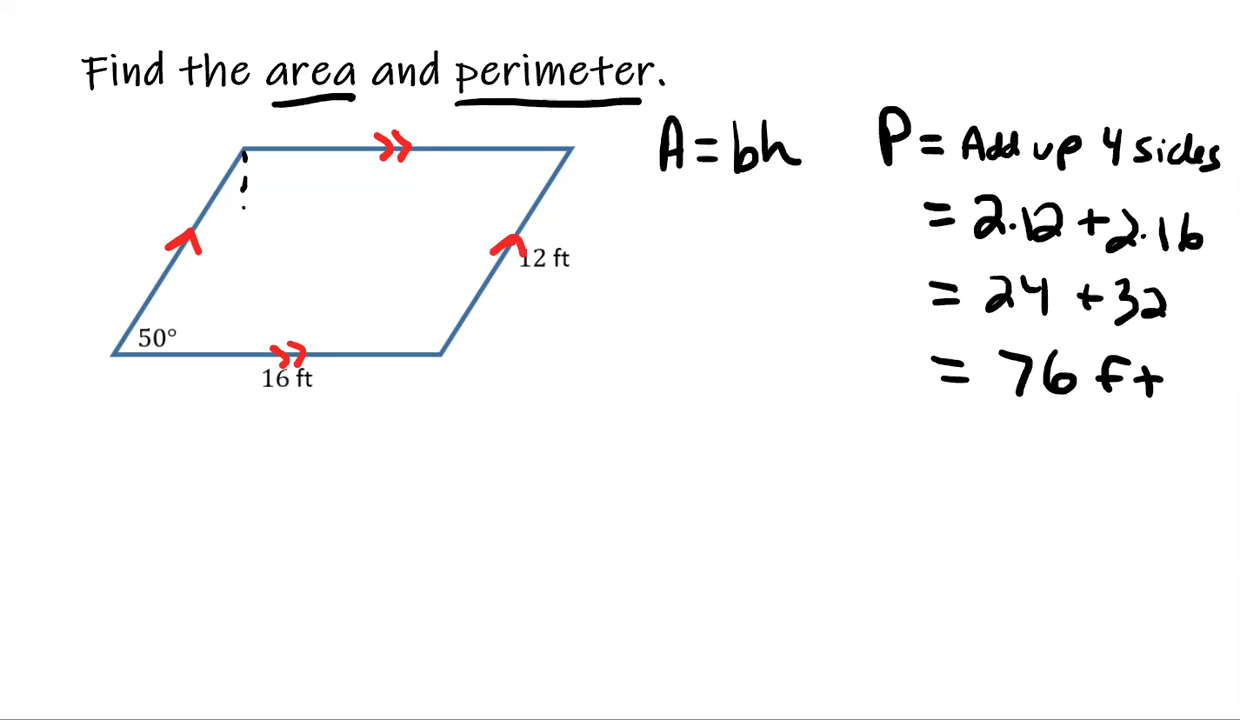 Find the area and perimeter.
A = bh
P = Add up 4 sides
= 2·12 + 2·16
= 24 + 32
= 76 ft
12 ft
50°
16 ft